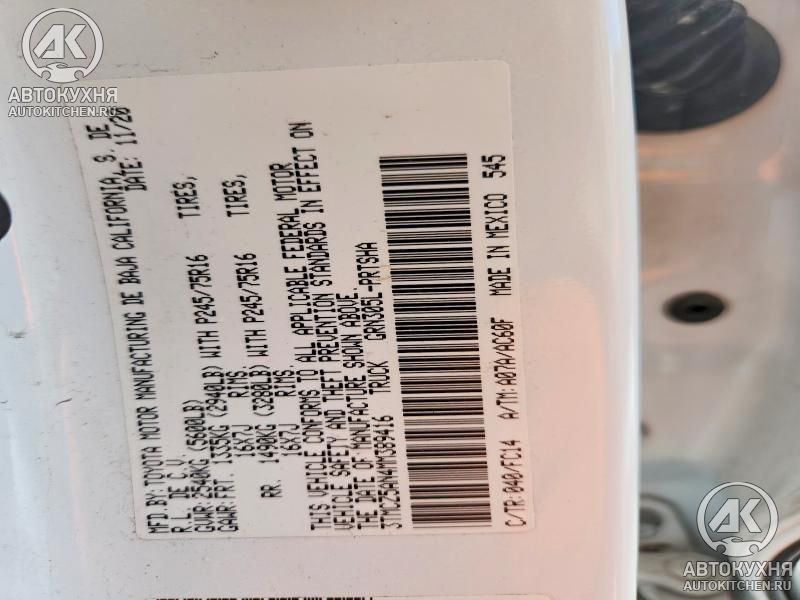 AK
АВТОКУХНЯ
AUTOKITCHEN.RU
MFD.BY:TOYOTA MOTOR MANUFACTURING DE BAJA CALIFORNIA, S. DE
R.L. DE C.V. DATE: 11/20
GVWR:2540KG (5600LB)
GAWR:FRT. 1335KG (2940LB) WITH P245/75R16 TIRES,
16X7J RIMS,
RR. 1490KG (3280LB) WITH P245/75R16 TIRES,
16X7J RIMS.
THIS VEHICLE CONFORMS TO ALL APPLICABLE FEDERAL MOTOR
VEHICLE SAFETY AND THEFT PREVENTION STANDARDS IN EFFECT ON
THE DATE OF MANUFACTURE SHOWN ABOVE.
TRUCK GRN305L-PRTSHA
C/TR:040/FC14 A/TM:A07A/AC60F MADE IN MEXICO 545
AK
АВТОКУХНЯ
AUTOKITCHEN.RU